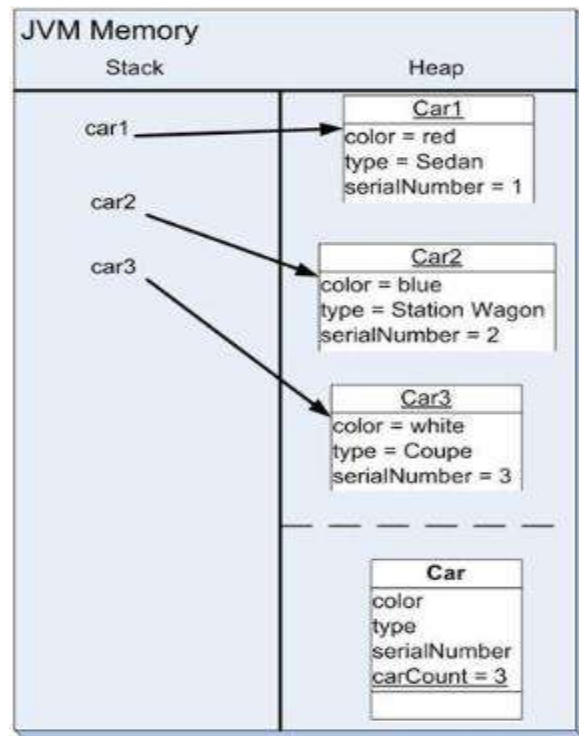 JVM Memory
Stack
Heap
car1
car2
car3
Car1
color = red
type = Sedan
serialNumber = 1
Car2
color = blue
type = Station Wagon
serialNumber = 2
Car3
color = white
type = Coupe
serialNumber = 3
Car
color
type
serialNumber
carCount = 3